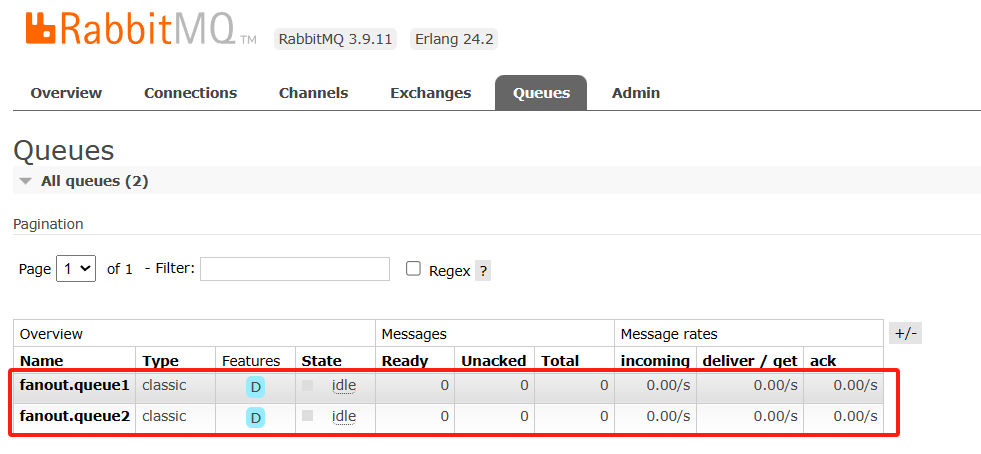 RabbitMQ TM RabbitMQ 3.9.11 Erlang 24.2
Overview Connections Channels Exchanges Queues Admin
Queues
All queues (2)
Pagination
Page 1 of 1 - Filter: Regex ?
Overview Messages Message rates +/-
Name Type Features State Ready Unacked Total incoming deliver / get ack
fanout.queue1 classic D idle 0 0 0 0.00/s 0.00/s 0.00/s
fanout.queue2 classic D idle 0 0 0 0.00/s 0.00/s 0.00/s